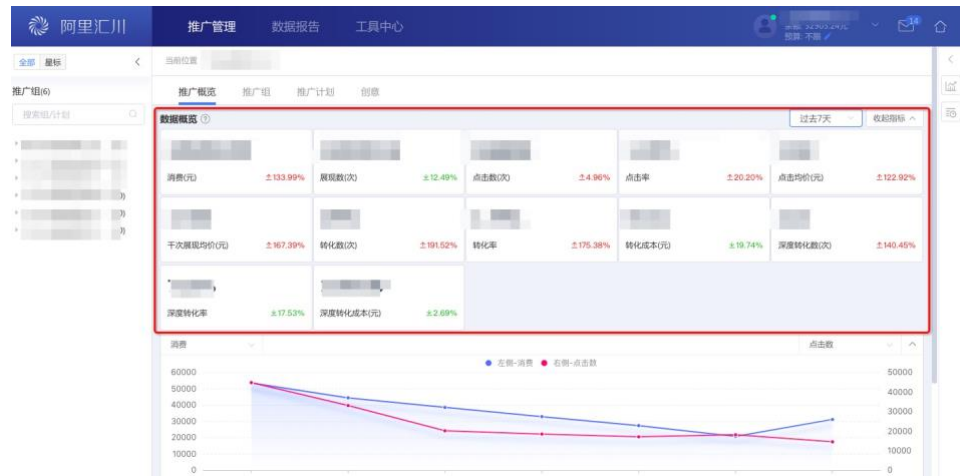 阿里汇川 推广管理 数据报告 工具中心 14
预算: 不限
全部 星标 当前位置
推广组(6) 推广概览 推广组 推广计划 创意
搜索组/计划 数据概览 过去7天 收起指标
消费(元) 133.99% 展现数(次) 12.49% 点击数(次) 4.96% 点击率 20.20% 点击均价(元) 122.92%
千次展现均价(元) 167.39% 转化数(次) 191.52% 转化率 175.38% 转化成本(元) 19.74% 深度转化数(次) 140.45%
深度转化率 17.53% 深度转化成本(元) 2.69%
消费 点击数
左侧-消费 右侧-点击数
60000 50000
50000 40000
40000 30000
30000
20000 20000
10000 10000
0 0